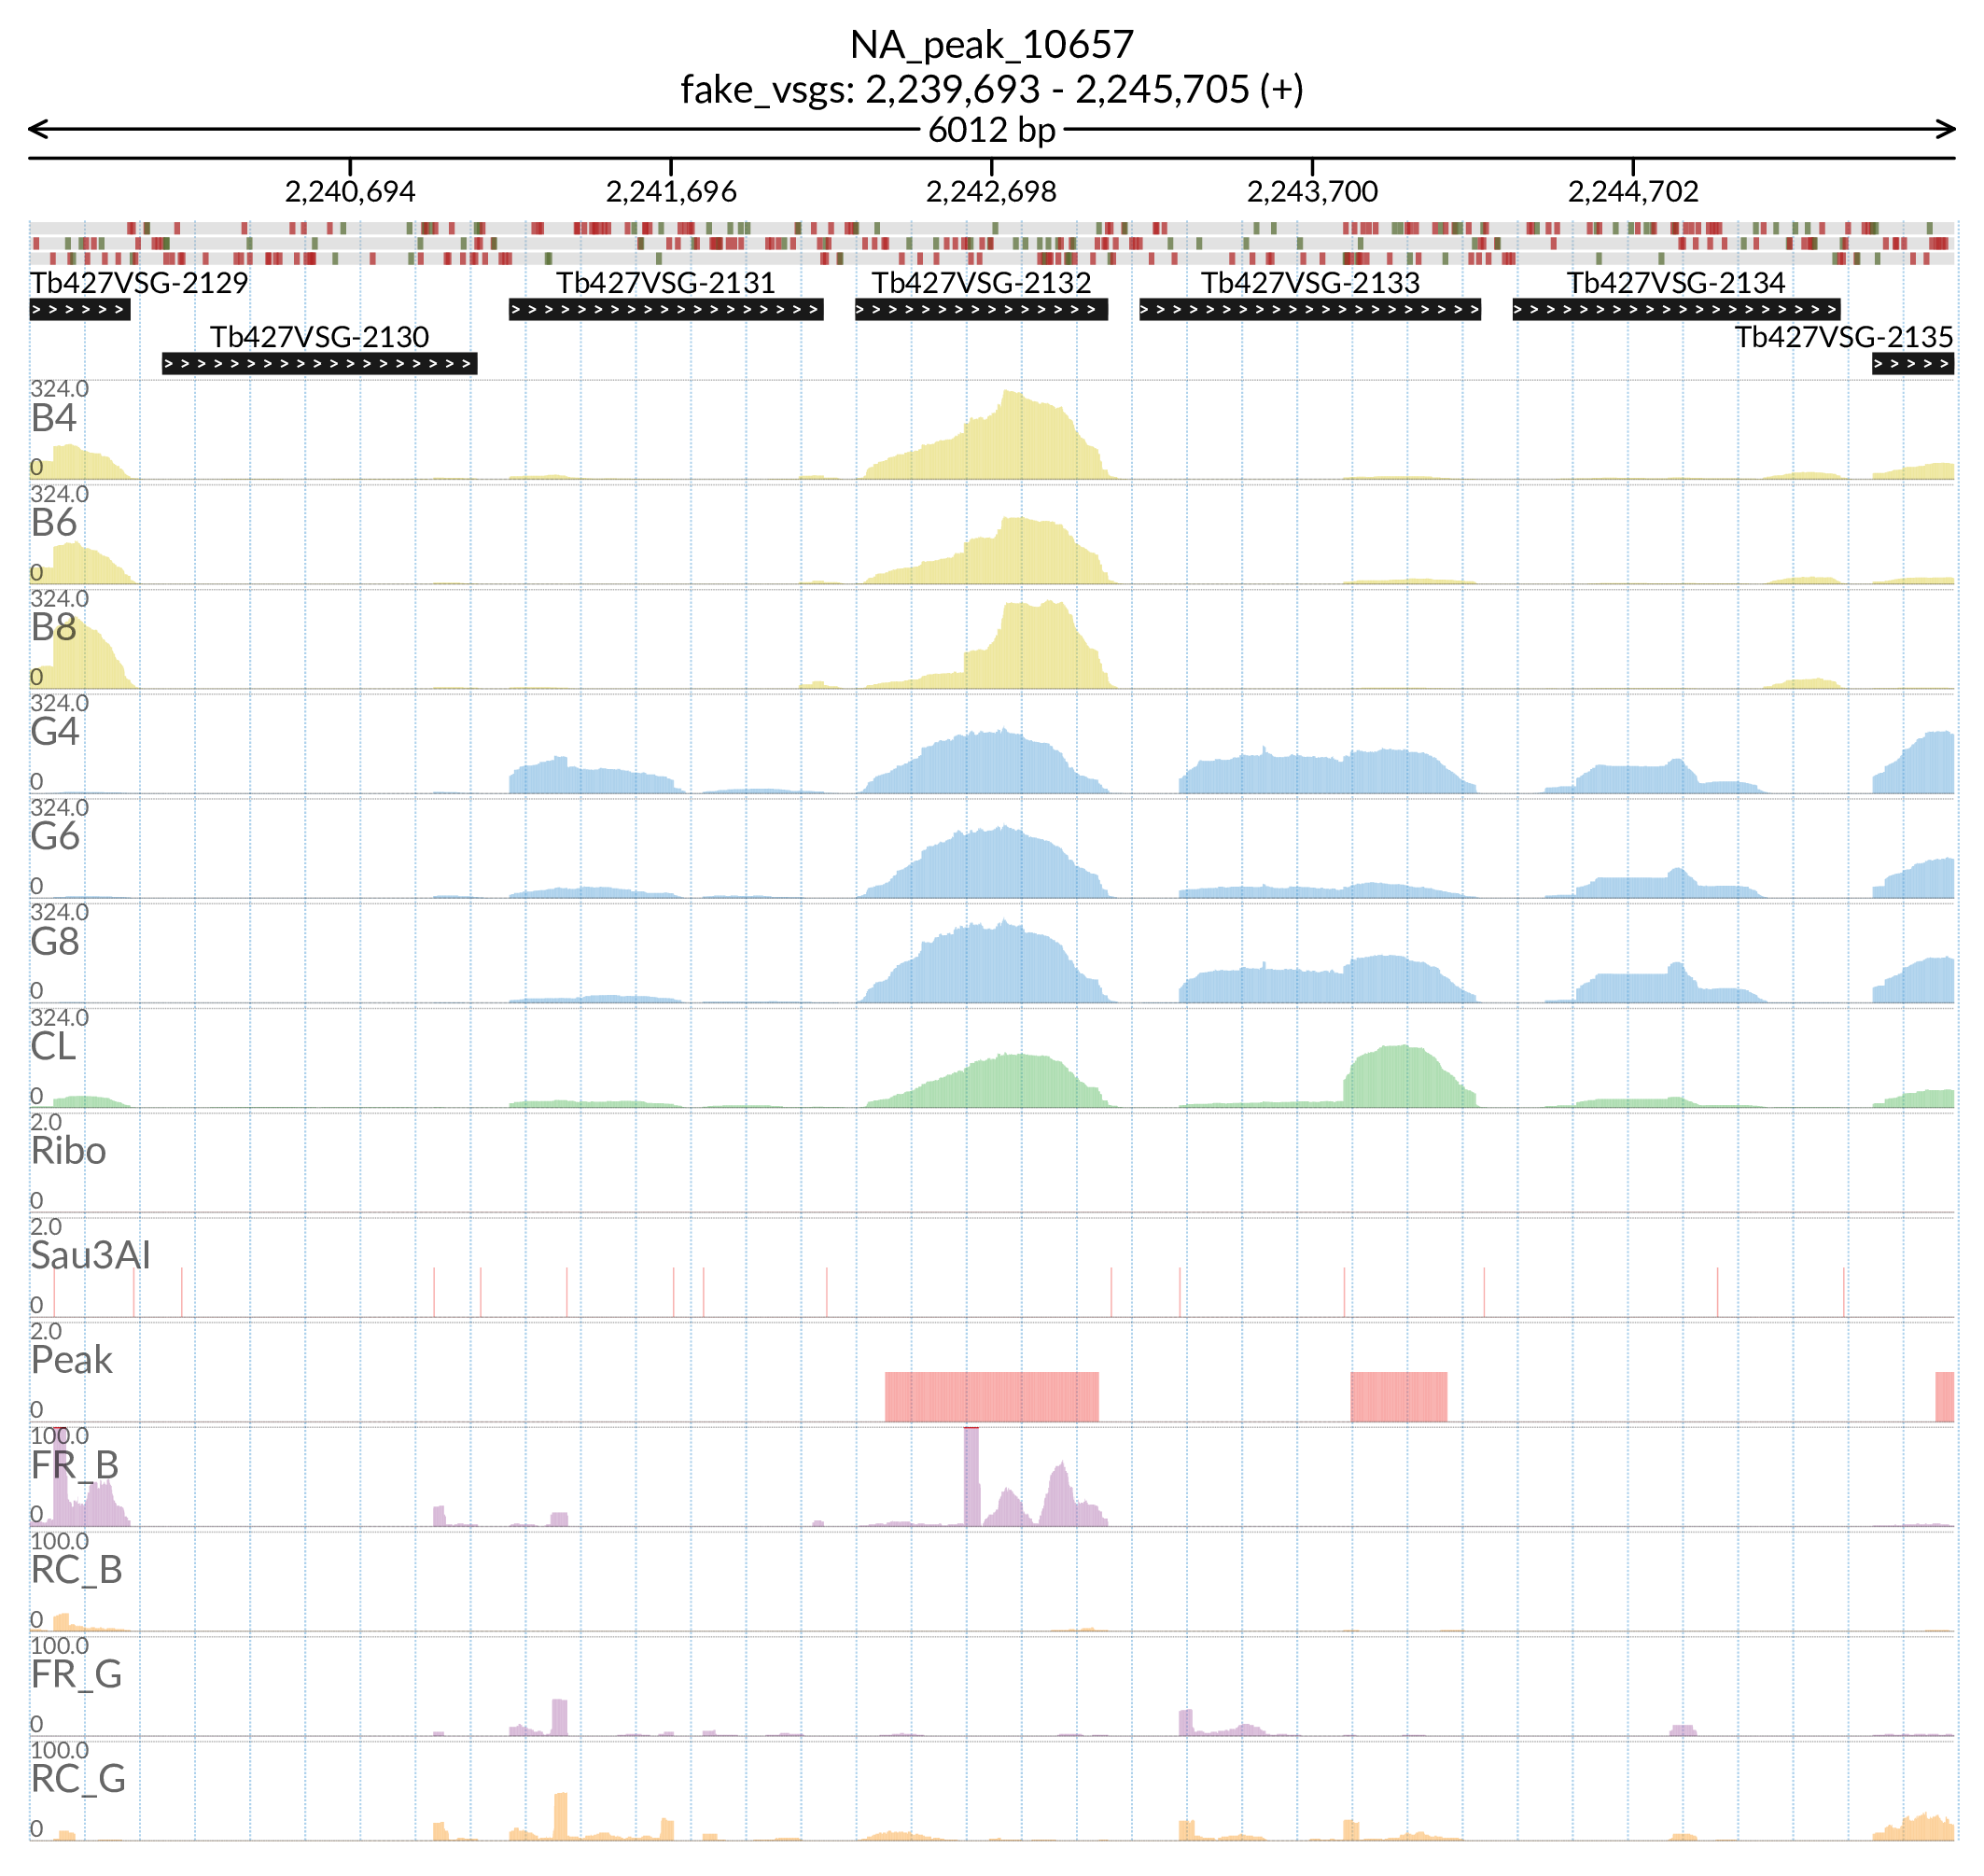 NA_peak_10657
fake_vsgs: 2,239,693 - 2,245,705 (+)
6012 bp
2,240,694 2,241,696 2,242,698 2,243,700 2,244,702
Tb427VSG-2129 Tb427VSG-2131 Tb427VSG-2132 Tb427VSG-2133 Tb427VSG-2134
Tb427VSG-2130 Tb427VSG-2135
324.0
B4
0
324.0
B6
0
324.0
B8
0
324.0
G4
0
324.0
G6
0
324.0
G8
0
324.0
CL
0
2.0
Ribo
0
2.0
Sau3AI
0
2.0
Peak
0
100.0
FR_B
0
100.0
RC_B
0
100.0
FR_G
0
100.0
RC_G
0